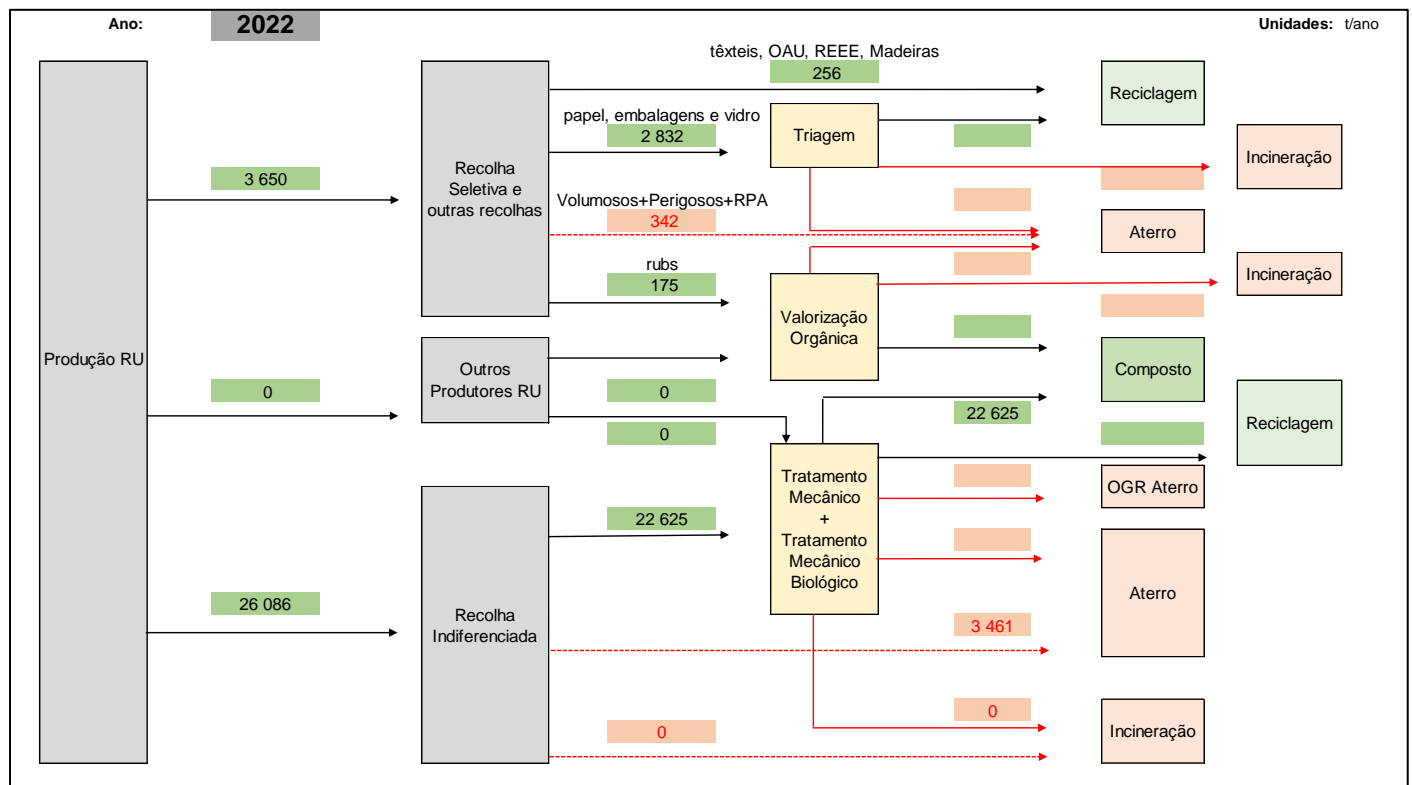 Ano:
2022
Unidades: t/ano
têxteis, OAU, REEE, Madeiras
256
Reciclagem
papel, embalagens e vidro
2 832
Triagem
Incineração
Recolha
Seletiva e
outras recolhas
3 650
Volumosos+Perigosos+RPA
342
Aterro
Incineração
rubs
175
Valorização
Orgânica
Produção RU
Outros
Produtores RU
Composto
0
0
0
22 625
Reciclagem
Tratamento
Mecânico
+
Tratamento
Mecânico
Biológico
OGR Aterro
22 625
Aterro
26 086
Recolha
Indiferenciada
3 461
0
0
Incineração